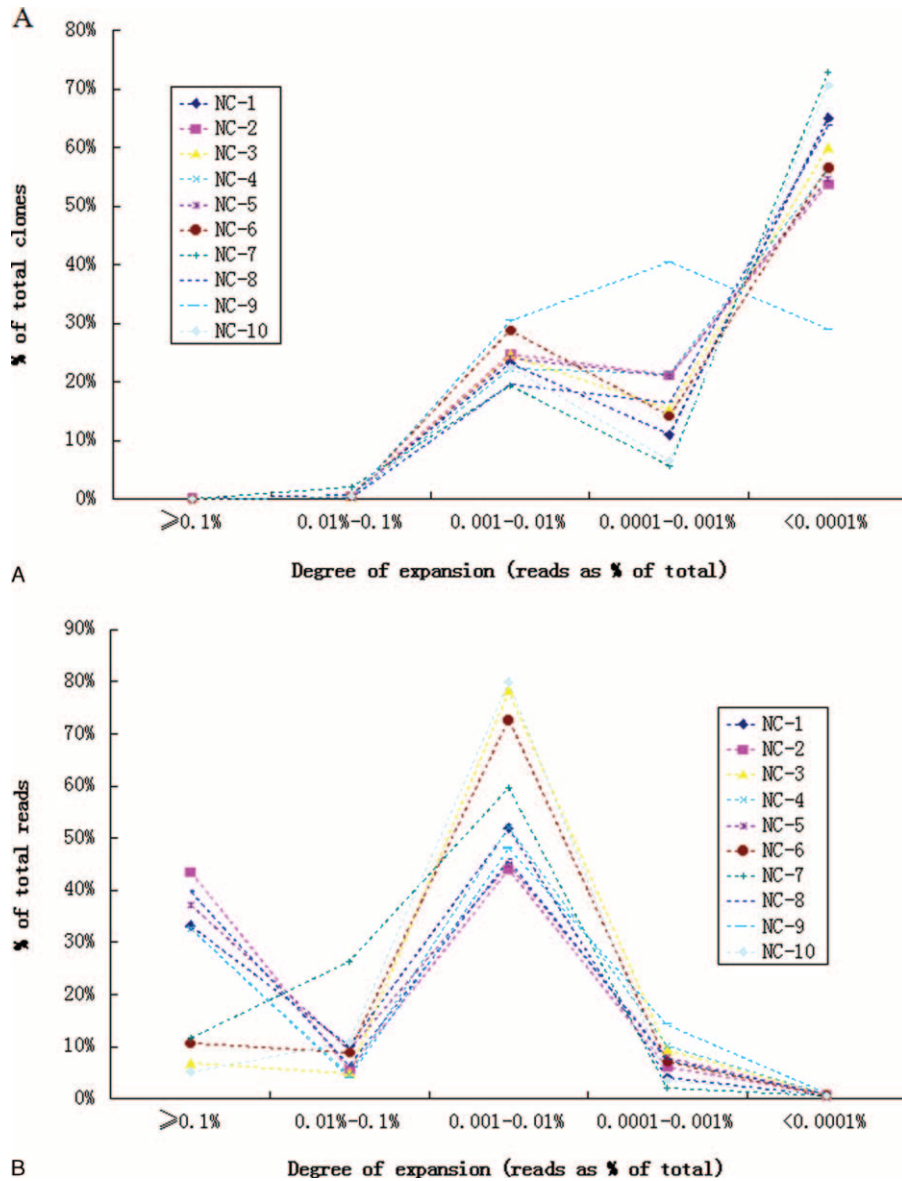 A
80%
70%
60%
50%
40%
30%
20%
10%
0%
% of total clones
NC-1
NC-2
NC-3
NC-4
NC-5
NC-6
NC-7
NC-8
NC-9
NC-10
≥0.1% 0.01%-0.1% 0.001-0.01% 0.0001-0.001% <0.0001%
A
Degree of expansion (reads as % of total)
90%
80%
70%
60%
50%
40%
30%
20%
10%
0%
% of total reads
NC-1
NC-2
NC-3
NC-4
NC-5
NC-6
NC-7
NC-8
NC-9
NC-10
≥0.1% 0.01%-0.1% 0.001-0.01% 0.0001-0.001% <0.0001%
B
Degree of expansion (reads as % of total)